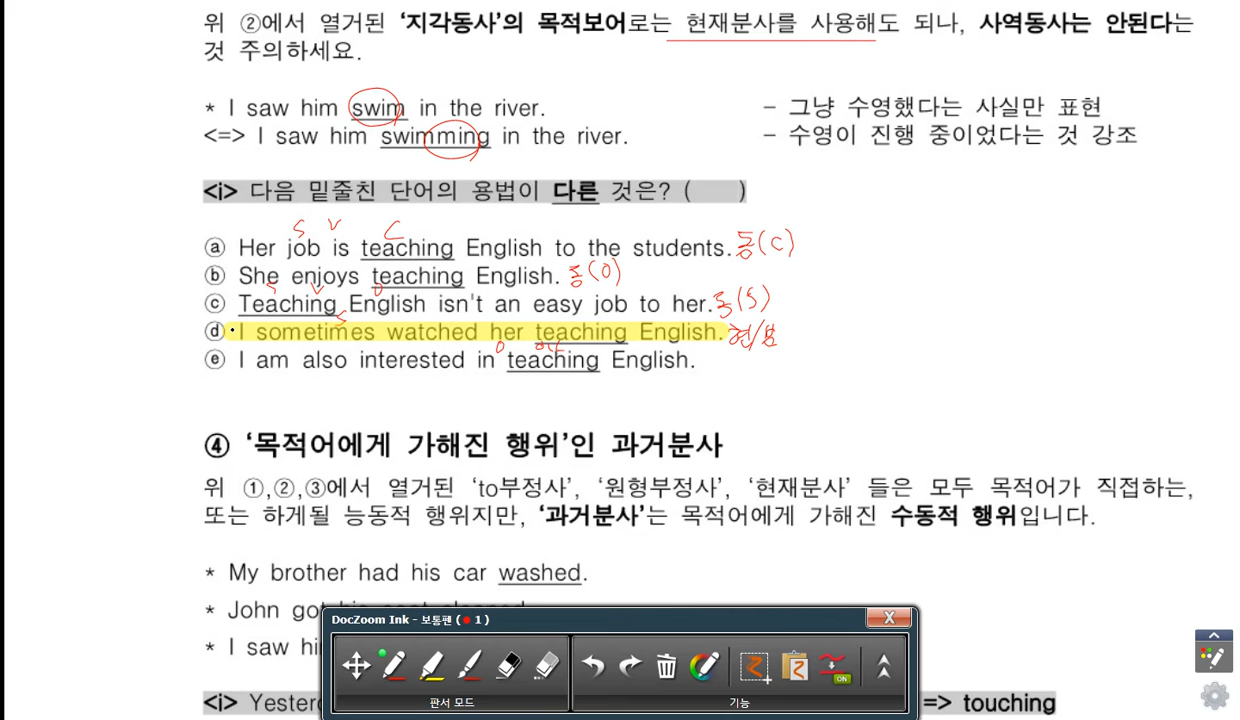 위 ②에서 열거된 ‘지각동사’의 목적보어로는 현재분사를 사용해도 되나, 사역동사는 안된다는
것 주의하세요.
* I saw him swim in the river. - 그냥 수영했다는 사실만 표현
<=> I saw him swimming in the river. - 수영이 진행 중이었다는 것 강조
<i> 다음 밑줄친 단어의 용법이 다른 것은? ( )
S V C
ⓐ Her job is teaching English to the students. 동(C)
ⓑ She enjoys teaching English. 동(O)
S V O
ⓒ Teaching English isn't an easy job to her. 동(S)
S
ⓓ I sometimes watched her teaching English. 현/분
O
ⓔ I am also interested in teaching English.
④ ‘목적어에게 가해진 행위’인 과거분사
위 ①,②,③에서 열거된 ‘to부정사’, ‘원형부정사’, ‘현재분사’ 들은 모두 목적어가 직접하는,
또는 하게될 능동적 행위지만, ‘과거분사’는 목적어에게 가해진 수동적 행위입니다.
* My brother had his car washed.
* John got
* I saw
<i> => touching
DocZoom Ink - 보통펜 ( 1 )
X
ON
판서 모드 기능